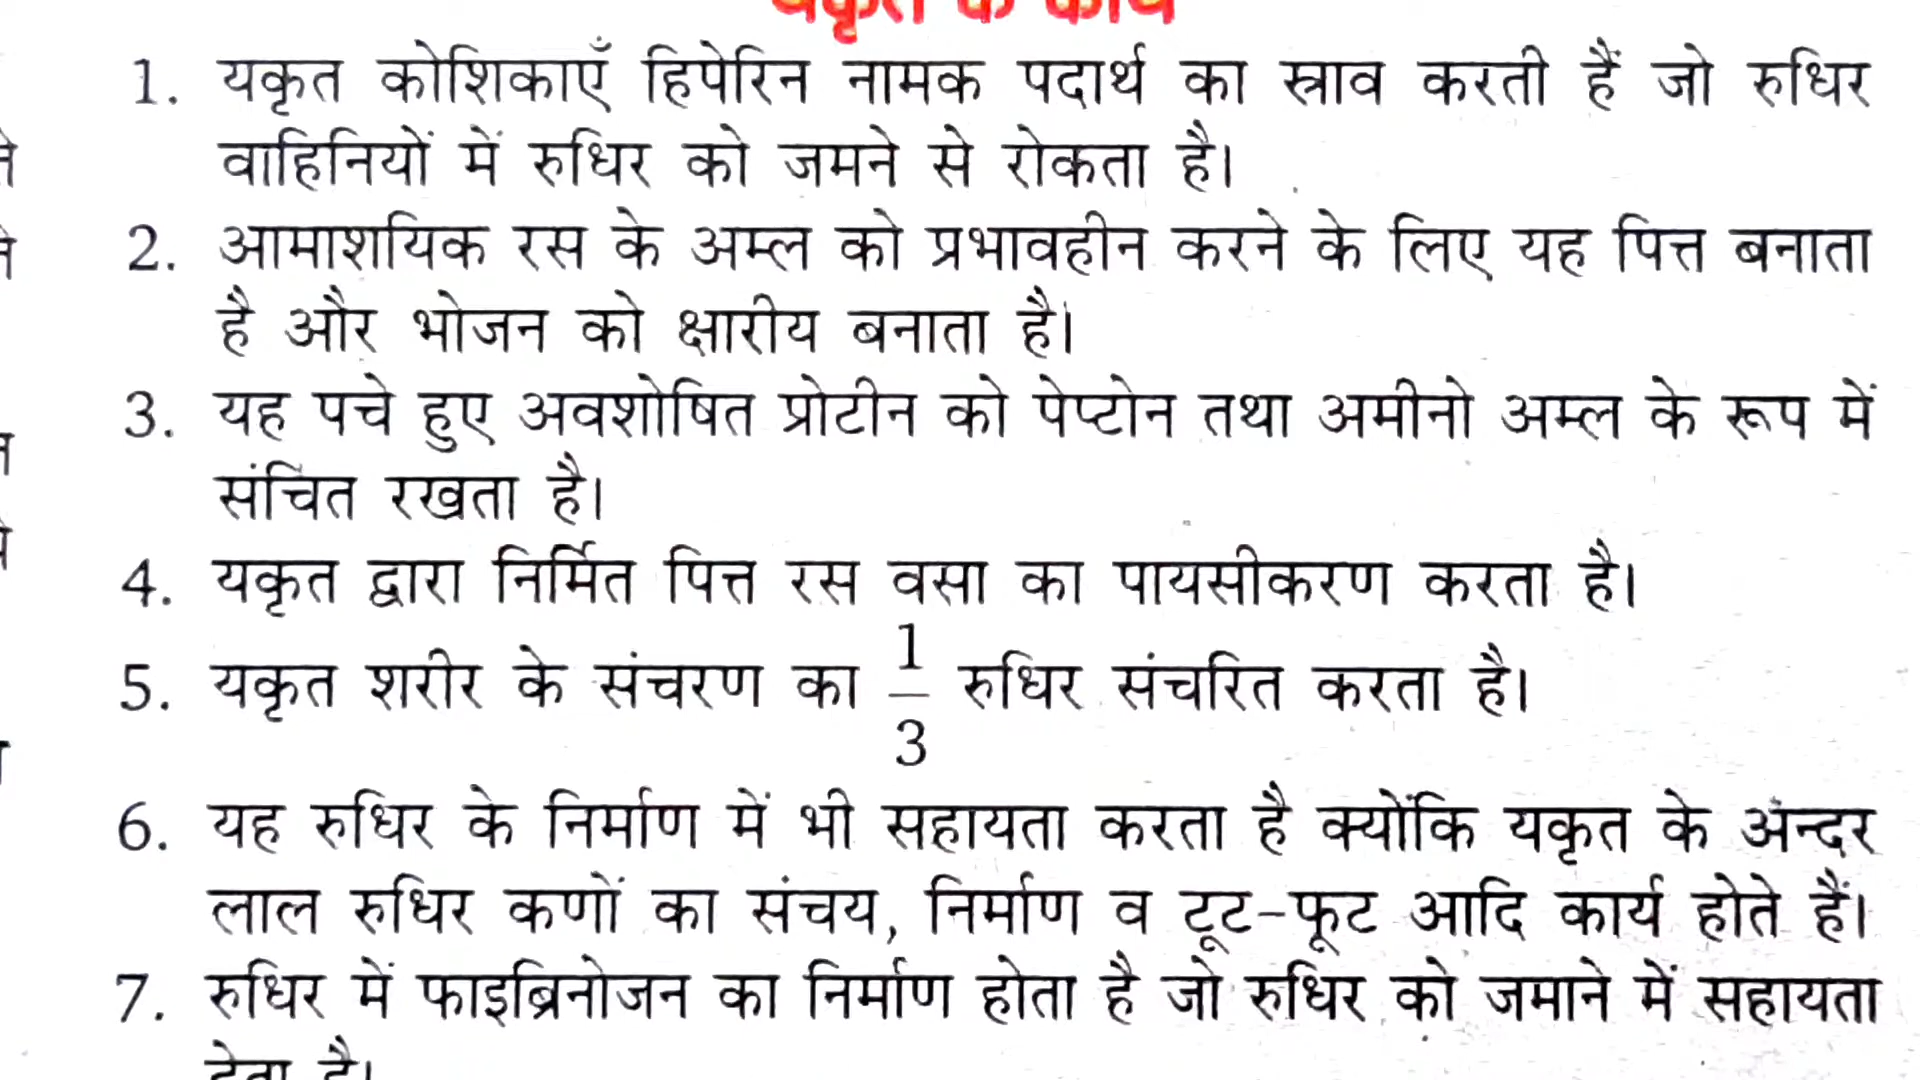 यकृत के कार्य
1. यकृत कोशिकाएँ हिपेरिन नामक पदार्थ का स्राव करती हैं जो रुधिर
वाहिनियों में रुधिर को जमने से रोकता है।
2. आमाशयिक रस के अम्ल को प्रभावहीन करने के लिए यह पित्त बनाता
है और भोजन को क्षारीय बनाता है।
3. यह पचे हुए अवशोषित प्रोटीन को पेप्टोन तथा अमीनो अम्ल के रूप में
संचित रखता है।
4. यकृत द्वारा निर्मित पित्त रस वसा का पायसीकरण करता है।
5. यकृत शरीर के संचरण का 1/3 रुधिर संचरित करता है।
6. यह रुधिर के निर्माण में भी सहायता करता है क्योंकि यकृत के अंन्दर
लाल रुधिर कणों का संचय, निर्माण व टूट-फूट आदि कार्य होते हैं।
7. रुधिर में फाइब्रिनोजन का निर्माण होता है जो रुधिर को जमाने में सहायता
देता है।